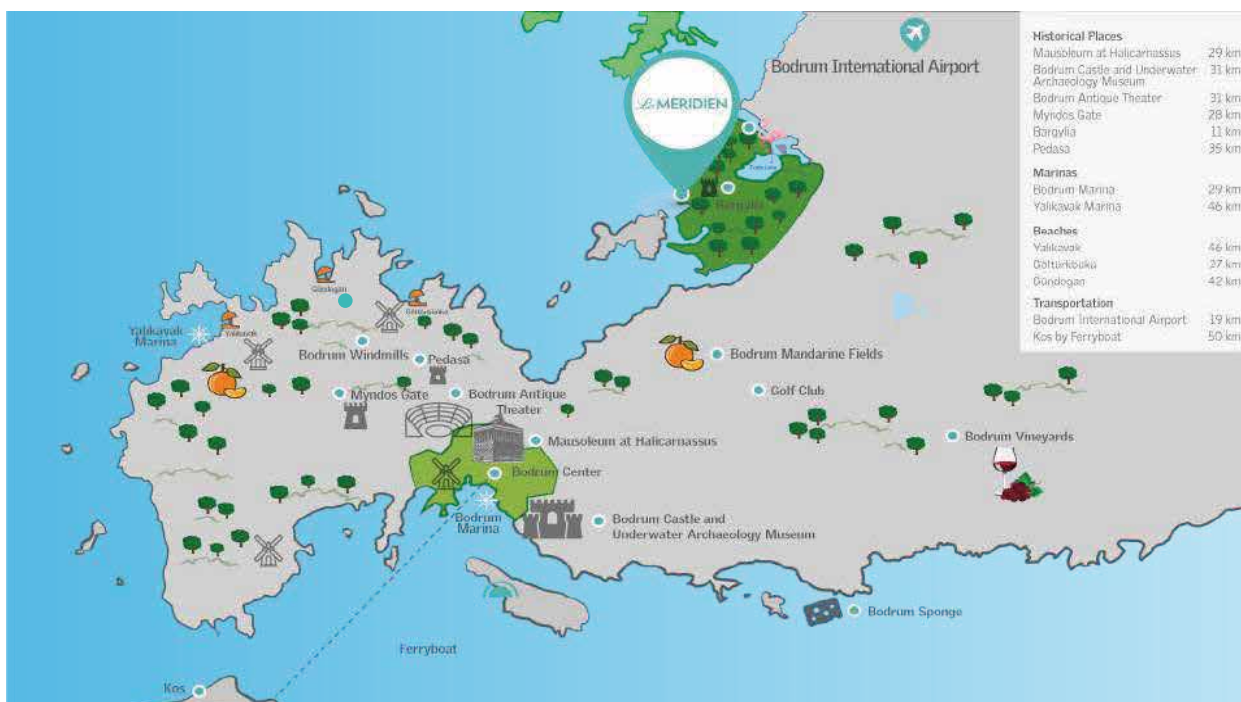 Le MERIDIEN
Bodrum International Airport
Bargylia
Gündogan
Yalıkavak
Marina
Yalıkavak
Bodrum Windmills
Pedasa
Myndos Gate
Bodrum Antique
Theater
Mausoleum at Halicarnassus
Bodrum Center
Bodrum
Marina
Bodrum Castle and
Underwater Archaeology Museum
Bodrum Mandarine Fields
Golf Club
Bodrum Vineyards
Bodrum Sponge
Ferryboat
Kos
Historical Places
Mausoleum at Halicarnassus 29 km
Bodrum Castle and Underwater 31 km
Archaeology Museum
Bodrum Antique Theater 31 km
Myndos Gate 28 km
Bargylia 11 km
Pedasa 35 km
Marinas
Bodrum Marina 29 km
Yalıkavak Marina 46 km
Beaches
Yalıkavak 46 km
Göltürkbükü 27 km
Gündogan 42 km
Transportation
Bodrum International Airport 19 km
Kos by Ferryboat 50 km